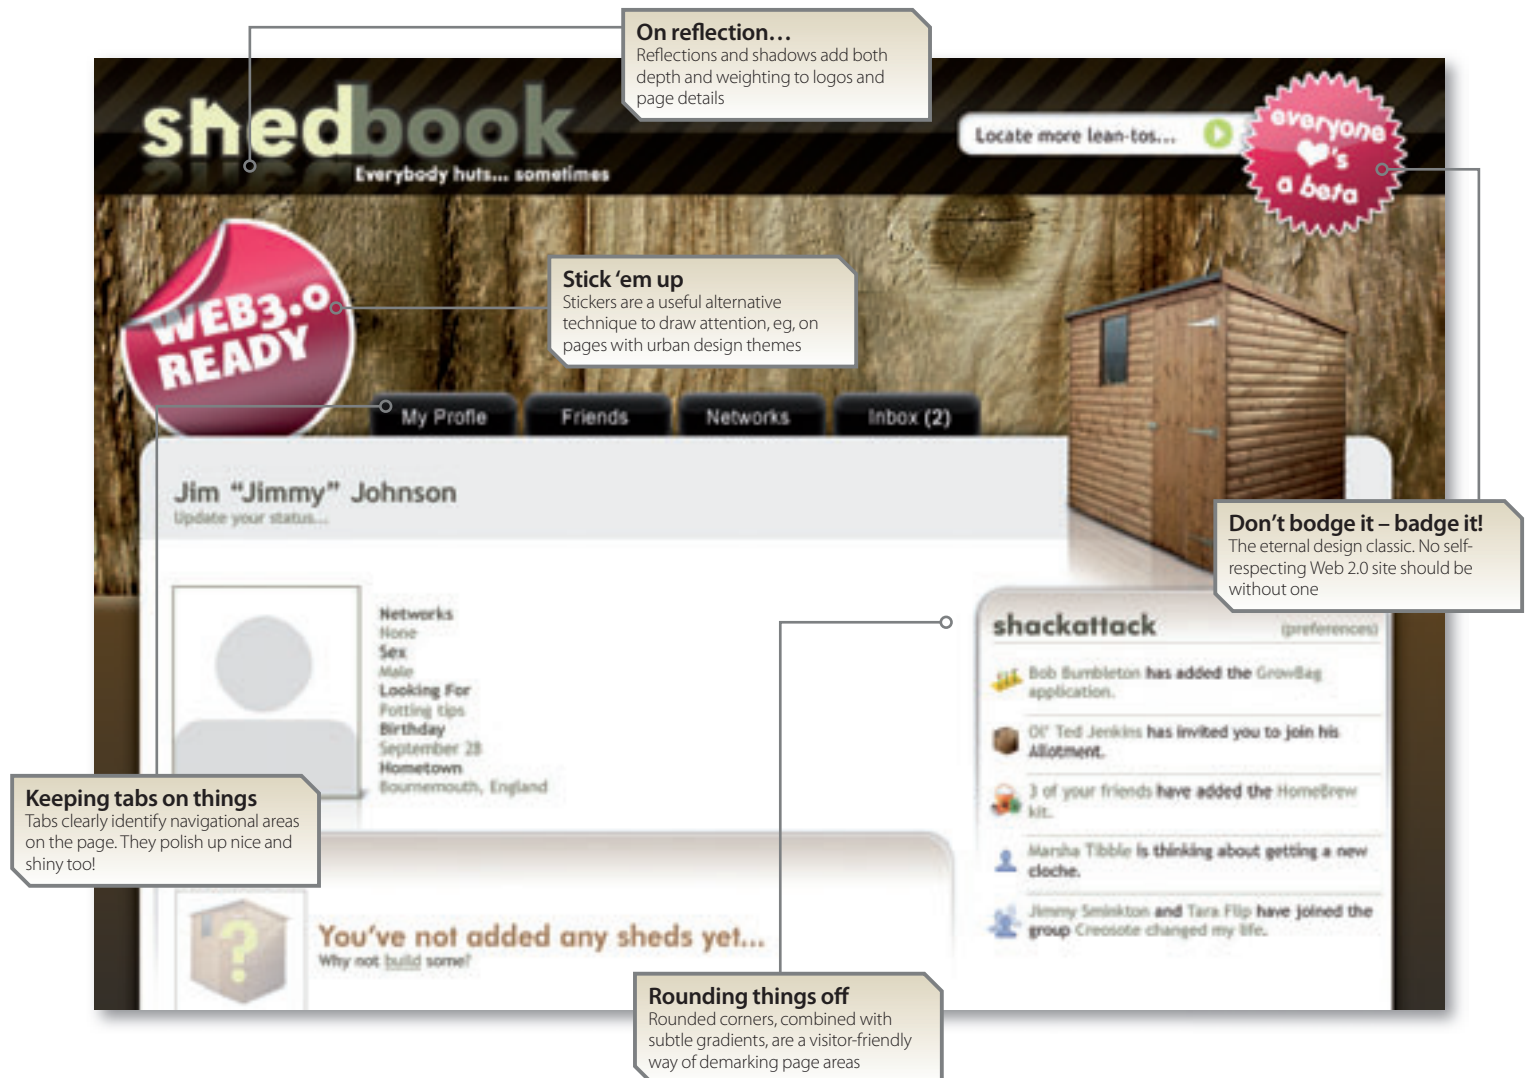 On reflection…
Reflections and shadows add both
depth and weighting to logos and
page details
shedbook
Everybody huts... sometimes
Locate more lean-tos...
everyone
❤'s
a beta
WEB3.0
READY
Stick ‘em up
Stickers are a useful alternative
technique to draw attention, eg, on
pages with urban design themes
My Profle
Friends
Networks
Inbox (2)
Jim “Jimmy” Johnson
Update your status...
Don’t bodge it – badge it!
The eternal design classic. No self-
respecting Web 2.0 site should be
without one
Networks
None
Sex
Male
Looking For
Potting tips
Birthday
September 28
Hometown
Bournemouth, England
shackattack
(preferences)
Bob Bumbleton has added the GrowBag
application.
Ol' Ted Jenkins has invited you to join his
Allotment.
3 of your friends have added the HomeBrew
kit.
Marsha Tibble is thinking about getting a new
cloche.
Jimmy Sminkton and Tara Flip have joined the
group Creosote changed my life.
Keeping tabs on things
Tabs clearly identify navigational areas
on the page. They polish up nice and
shiny too!
?
You've not added any sheds yet...
Why not build some?
Rounding things off
Rounded corners, combined with
subtle gradients, are a visitor-friendly
way of demarking page areas